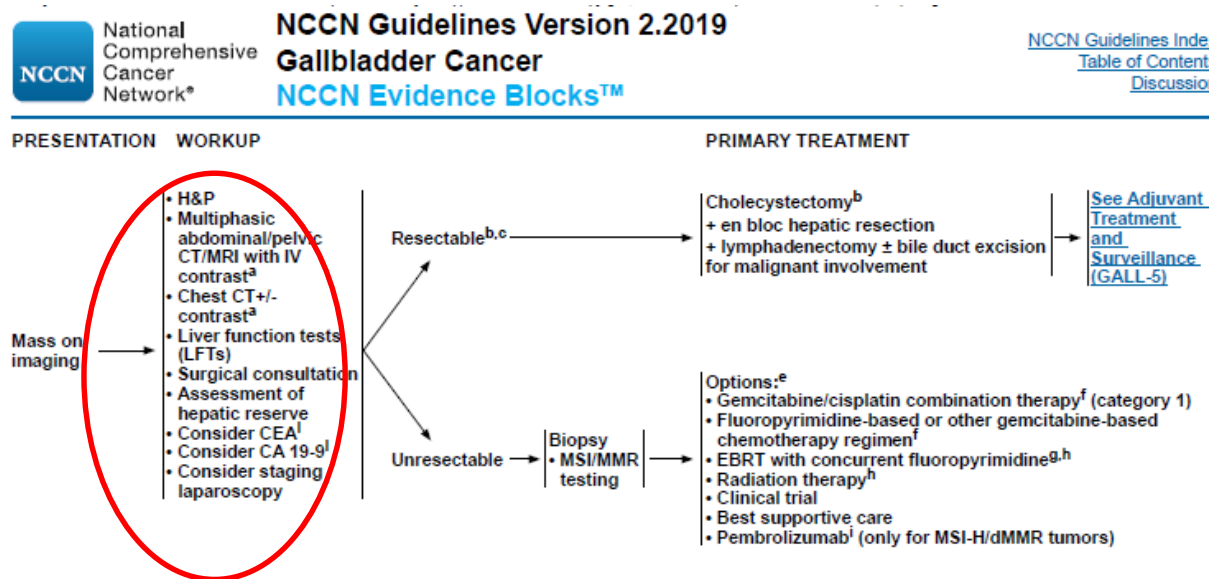 NCCN
National
Comprehensive
Cancer
Network®
NCCN Guidelines Version 2.2019
Gallbladder Cancer
NCCN Evidence Blocks™
NCCN Guidelines Index
Table of Contents
Discussion
PRESENTATION
WORKUP
PRIMARY TREATMENT
Mass on
imaging
• H&P
• Multiphasic
abdominal/pelvic
CT/MRI with IV
contrastᵃ
• Chest CT+/-
contrastᵃ
• Liver function tests
(LFTs)
• Surgical consultation
• Assessment of
hepatic reserve
• Consider CEAˡ
• Consider CA 19-9ˡ
• Consider staging
laparoscopy
Resectableᵇ,ᶜ
Cholecystectomyᵇ
+ en bloc hepatic resection
+ lymphadenectomy ± bile duct excision
for malignant involvement
See Adjuvant
Treatment
and
Surveillance
(GALL-5)
Unresectable
Biopsy
• MSI/MMR
testing
Options:ᵉ
• Gemcitabine/cisplatin combination therapyᶠ (category 1)
• Fluoropyrimidine-based or other gemcitabine-based
chemotherapy regimenᶠ
• EBRT with concurrent fluoropyrimidineᵍ,ʰ
• Radiation therapyʰ
• Clinical trial
• Best supportive care
• Pembrolizumabⁱ (only for MSI-H/dMMR tumors)